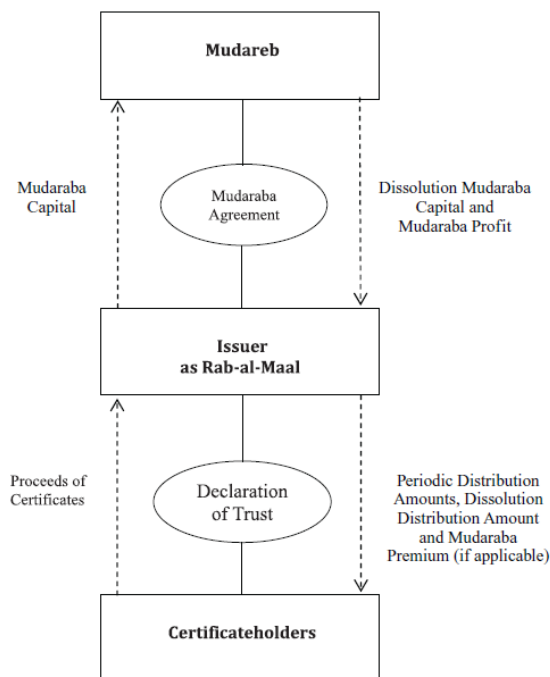 Mudareb
Mudaraba
Capital
Mudaraba
Agreement
Dissolution Mudaraba
Capital and
Mudaraba Profit
Issuer
as Rab-al-Maal
Proceeds of
Certificates
Declaration
of Trust
Periodic Distribution
Amounts, Dissolution
Distribution Amount
and Mudaraba
Premium (if applicable)
Certificateholders